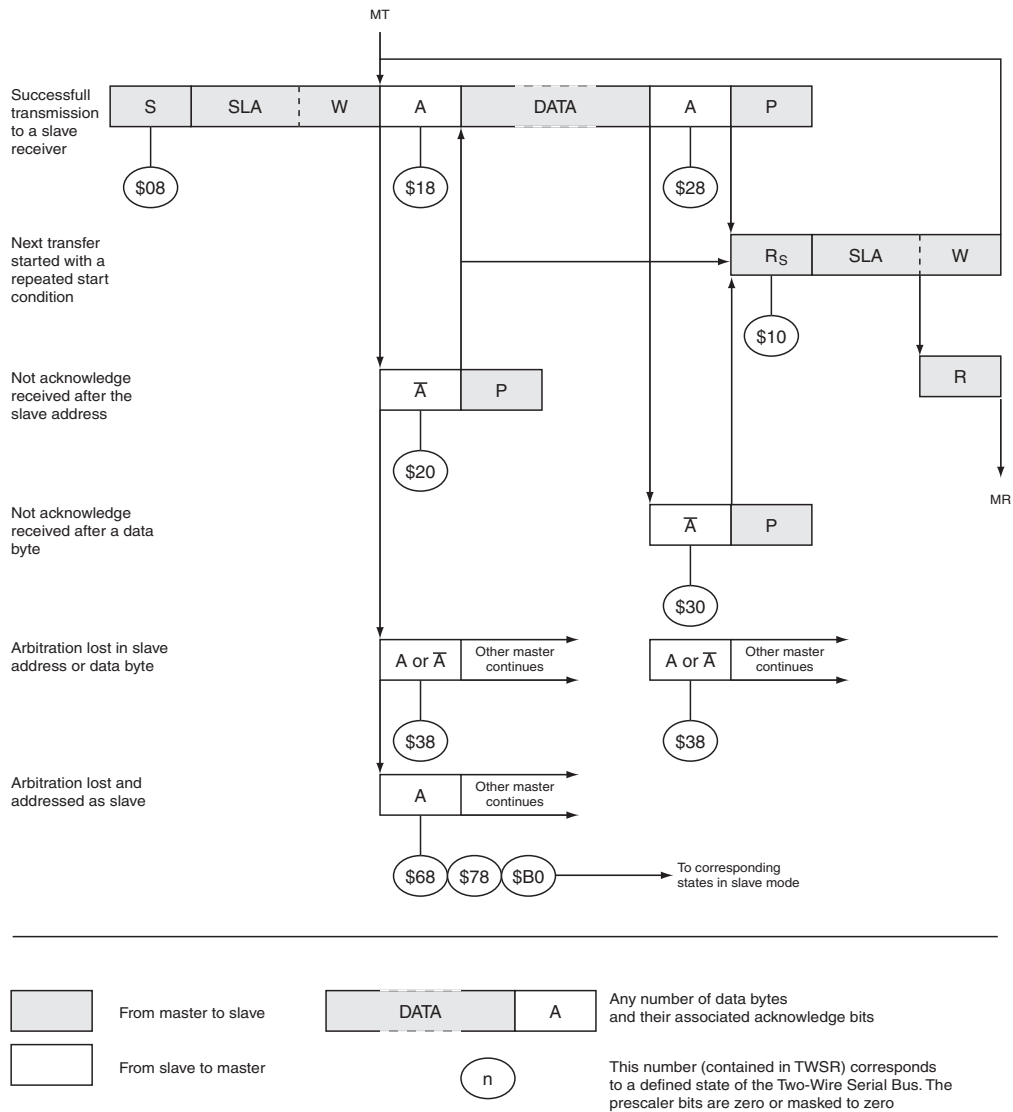 MT
Successfull
transmission
to a slave
receiver
S
SLA
W
A
DATA
A
P
$08
$18
$28
Next transfer
started with a
repeated start
condition
RS
SLA
W
$10
Not acknowledge
received after the
slave address
A̅
P
R
$20
MR
Not acknowledge
received after a data
byte
A̅
P
$30
Arbitration lost in slave
address or data byte
A or A̅
Other master
continues
A or A̅
Other master
continues
$38
$38
Arbitration lost and
addressed as slave
A
Other master
continues
$68
$78
$B0
To corresponding
states in slave mode
From master to slave
DATA
A
Any number of data bytes
and their associated acknowledge bits
From slave to master
n
This number (contained in TWSR) corresponds
to a defined state of the Two-Wire Serial Bus. The
prescaler bits are zero or masked to zero